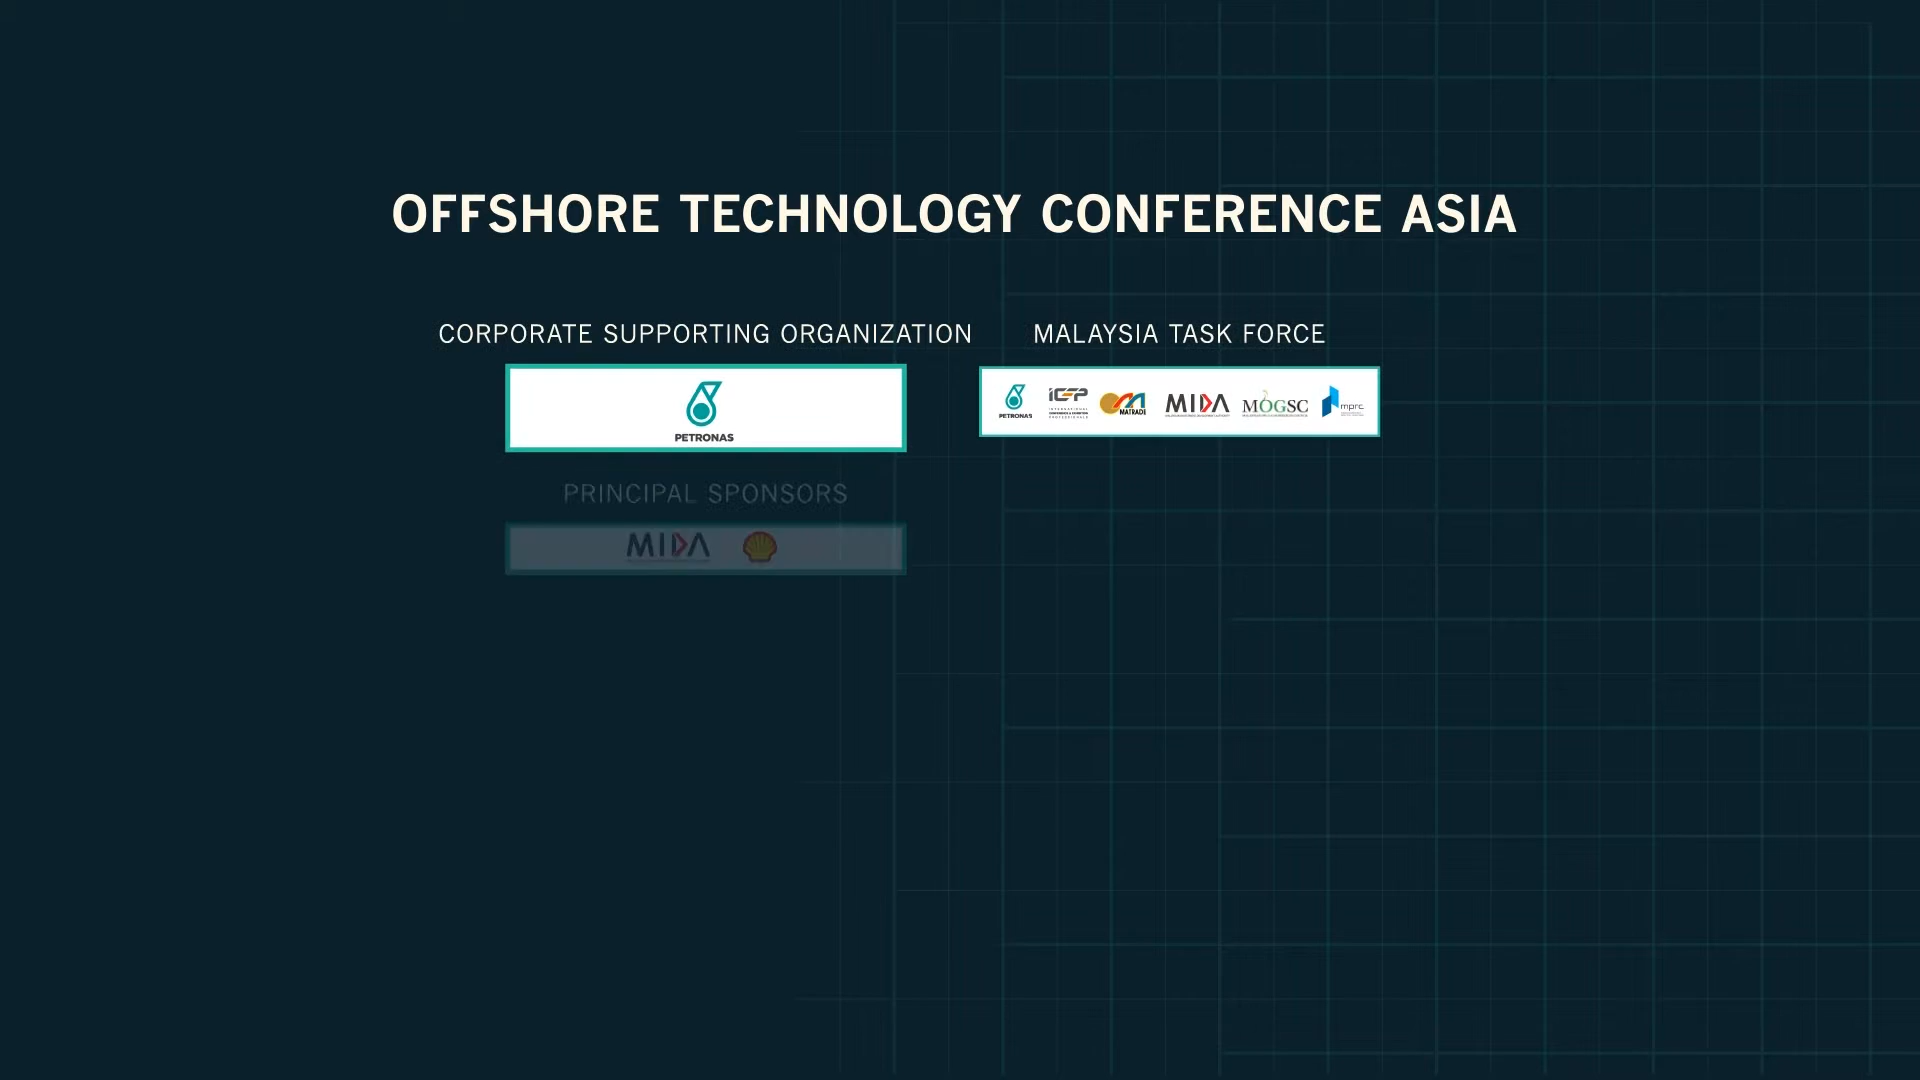 OFFSHORE TECHNOLOGY CONFERENCE ASIA
CORPORATE SUPPORTING ORGANIZATION
PETRONAS
MALAYSIA TASK FORCE
PETRONAS
MATRADE
MIDA
MOGSC
mprc
PRINCIPAL SPONSORS
MIDA